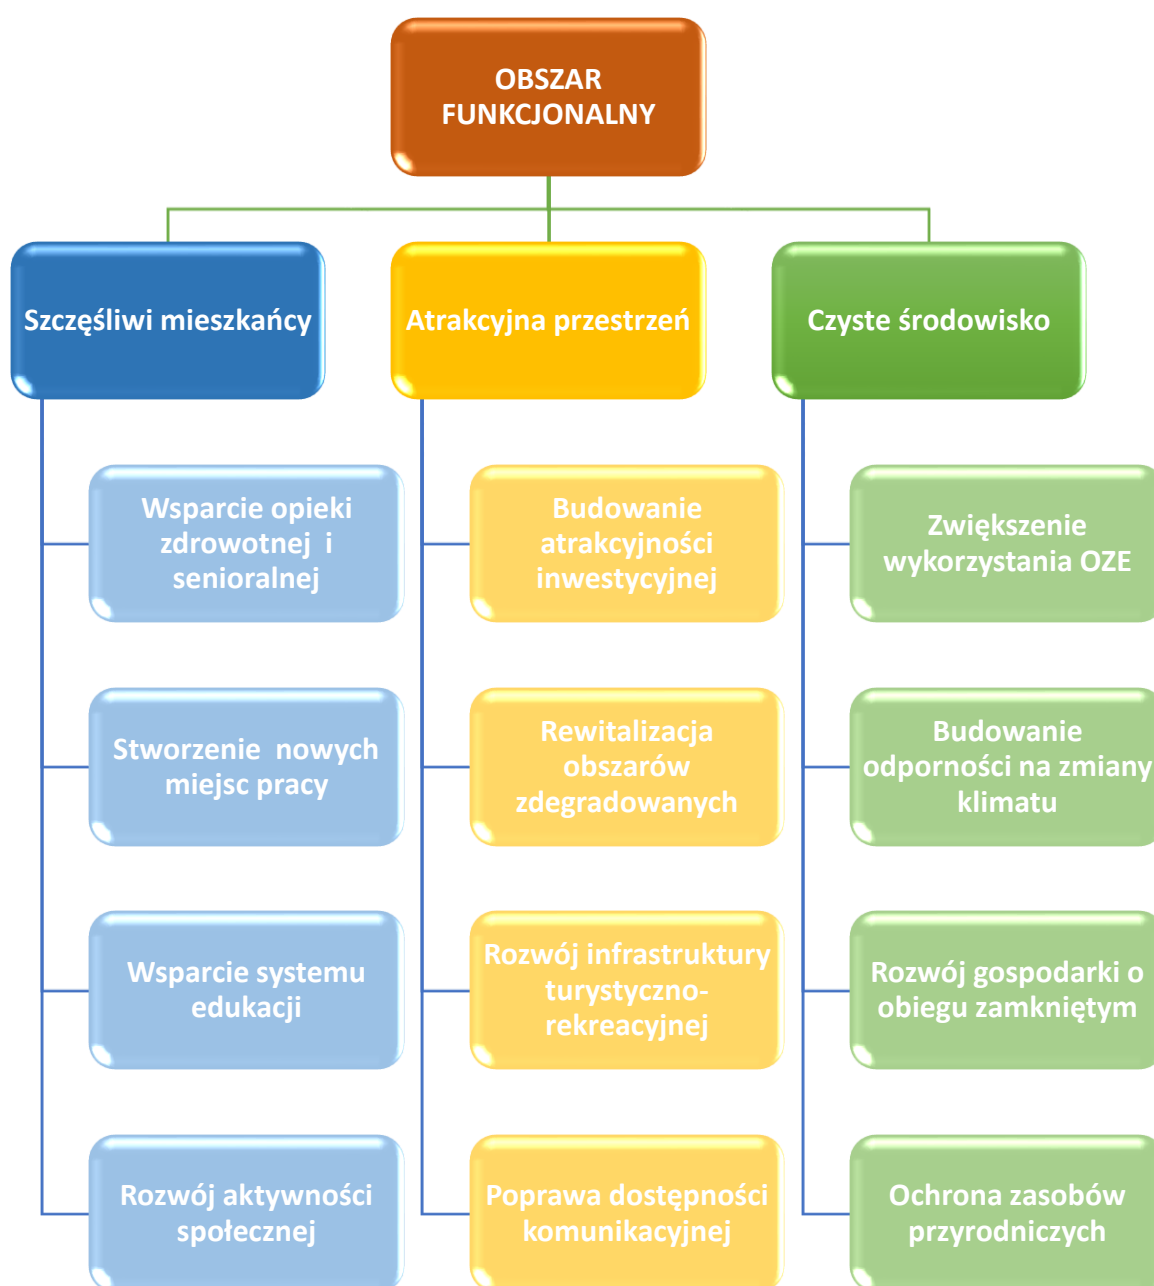 OBSZAR
FUNKCJONALNY
Szczęśliwi mieszkańcy
Wsparcie opieki
zdrowotnej i
senioralnej
Stworzenie nowych
miejsc pracy
Wsparcie systemu
edukacji
Rozwój aktywności
społecznej
Atrakcyjna przestrzeń
Budowanie
atrakcyjności
inwestycyjnej
Rewitalizacja
obszarów
zdegradowanych
Rozwój infrastruktury
turystyczno-
rekreacyjnej
Poprawa dostępności
komunikacyjnej
Czyste środowisko
Zwiększenie
wykorzystania OZE
Budowanie
odporności na zmiany
klimatu
Rozwój gospodarki o
obiegu zamkniętym
Ochrona zasobów
przyrodniczych